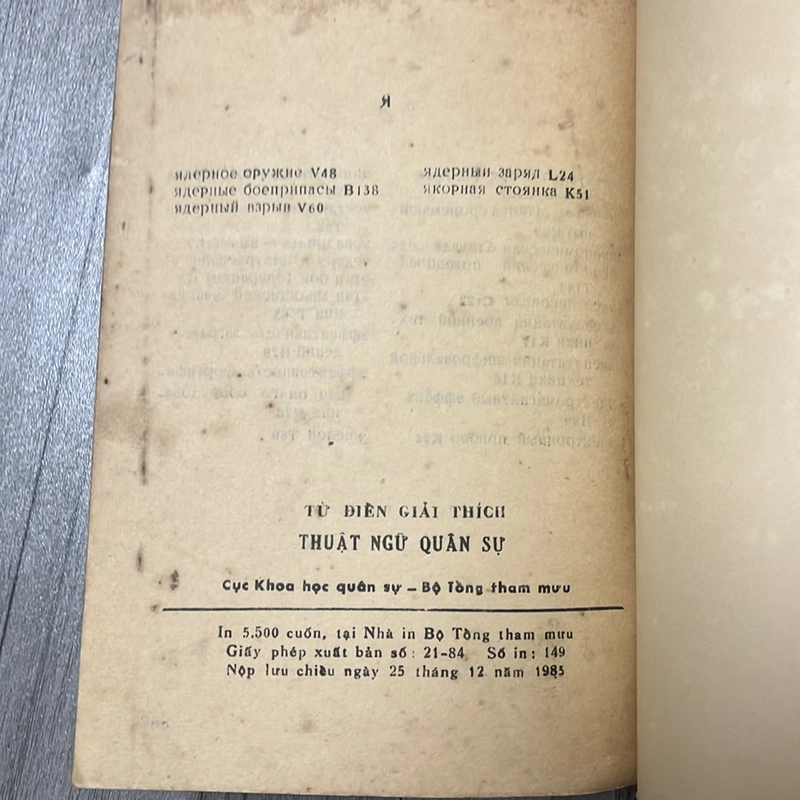 Я
ядерное оружие V48
ядерные боеприпасы B138
ядерный взрыв V60
ядерный заряд L24
якорная стоянка K51
TỪ ĐIỂN GIẢI THÍCH
THUẬT NGỮ QUÂN SỰ
Cục Khoa học quân sự – Bộ Tổng tham mưu
In 5.500 cuốn, tại Nhà in Bộ Tổng tham mưu
Giấy phép xuất bản số: 21-84 Số in: 149
Nộp lưu chiểu ngày 25 tháng 12 năm 1985